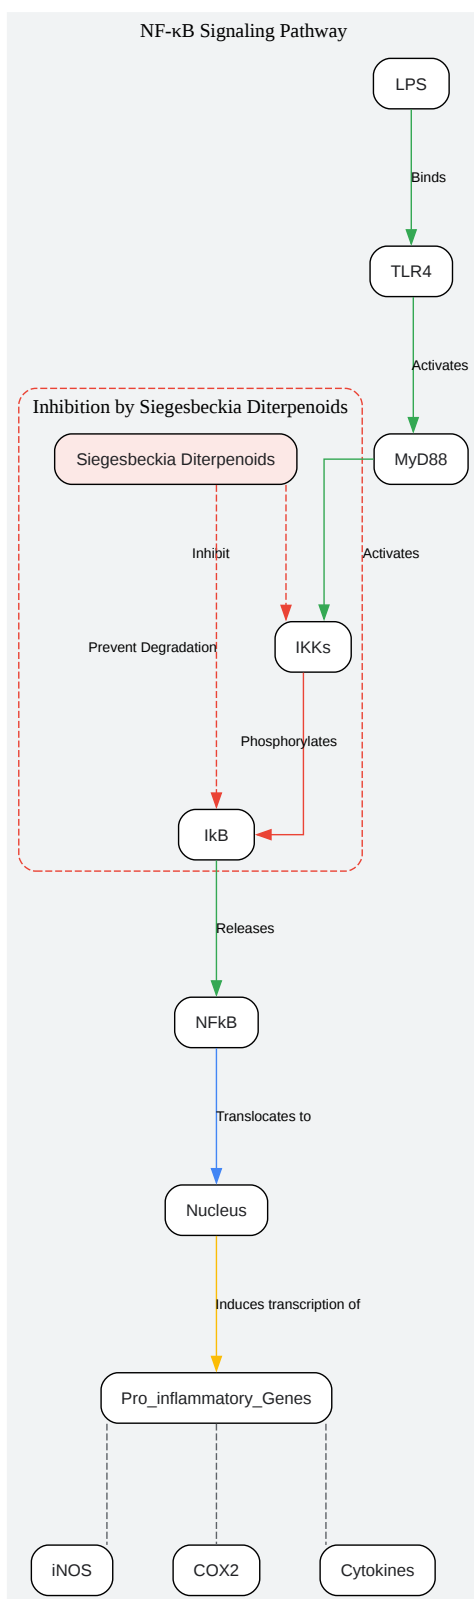 NF-κB Signaling Pathway
LPS
Binds
TLR4
Activates
Inhibition by Siegesbeckia Diterpenoids
Siegesbeckia Diterpenoids
MyD88
Inhibit
Activates
Prevent Degradation
IKKs
Phosphorylates
IkB
Releases
NFkB
Translocates to
Nucleus
Induces transcription of
Pro_inflammatory_Genes
iNOS
COX2
Cytokines